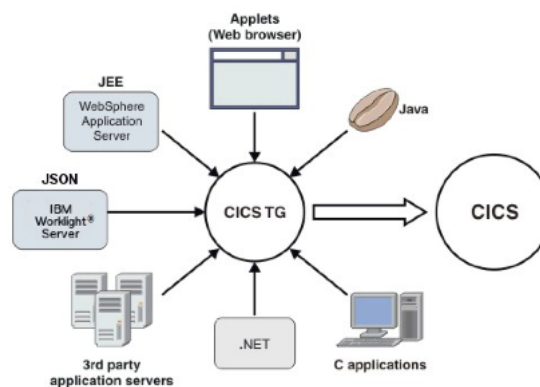 Applets
(Web browser)
JEE
WebSphere
Application
Server
Java
JSON
IBM
Worklight®
Server
CICS TG
CICS
3rd party
application servers
.NET
C applications